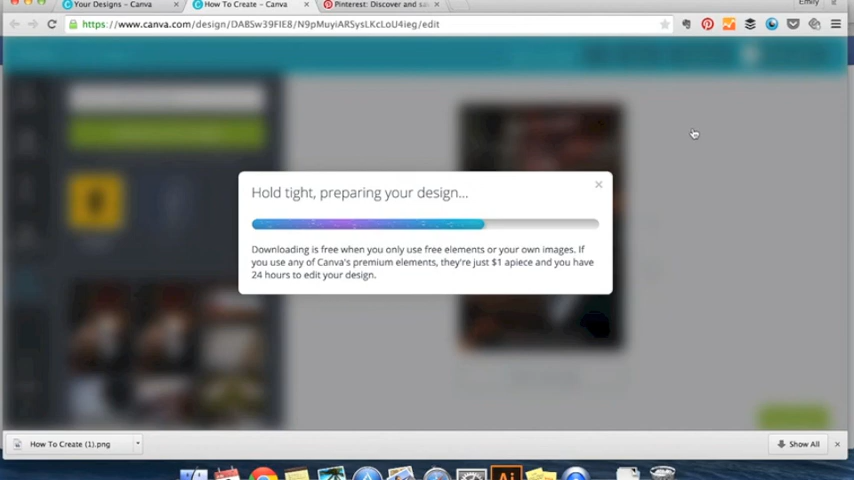 Your Designs – Canva
How To Create – Canva
Pinterest: Discover and sa
Emily
https://www.canva.com/design/DABSw39FIE8/N9pMuyiARSysLKcLoU4ieg/edit
Hold tight, preparing your design...
Downloading is free when you only use free elements or your own images. If
you use any of Canva's premium elements, they're just $1 apiece and you have
24 hours to edit your design.
How To Create (1).png
Show All
Ai